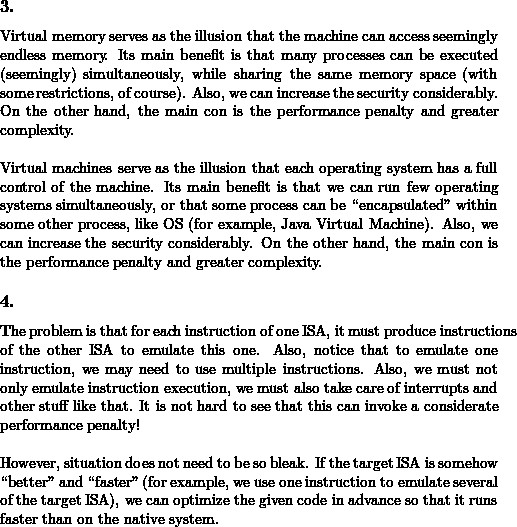 3.
Virtual memory serves as the illusion that the machine can access seemingly
endless memory. Its main benefit is that many processes can be executed
(seemingly) simultaneously, while sharing the same memory space (with
some restrictions, of course). Also, we can increase the security considerably.
On the other hand, the main con is the performance penalty and greater
complexity.
Virtual machines serve as the illusion that each operating system has a full
control of the machine. Its main benefit is that we can run few operating
systems simultaneously, or that some process can be “encapsulated” within
some other process, like OS (for example, Java Virtual Machine). Also, we
can increase the security considerably. On the other hand, the main con is
the performance penalty and greater complexity.
4.
The problem is that for each instruction of one ISA, it must produce instructions
of the other ISA to emulate this one. Also, notice that to emulate one
instruction, we may need to use multiple instructions. Also, we must not
only emulate instruction execution, we must also take care of interrupts and
other stuff like that. It is not hard to see that this can invoke a considerate
performance penalty!
However, situation does not need to be so bleak. If the target ISA is somehow
“better” and “faster” (for example, we use one instruction to emulate several
of the target ISA), we can optimize the given code in advance so that it runs
faster than on the native system.